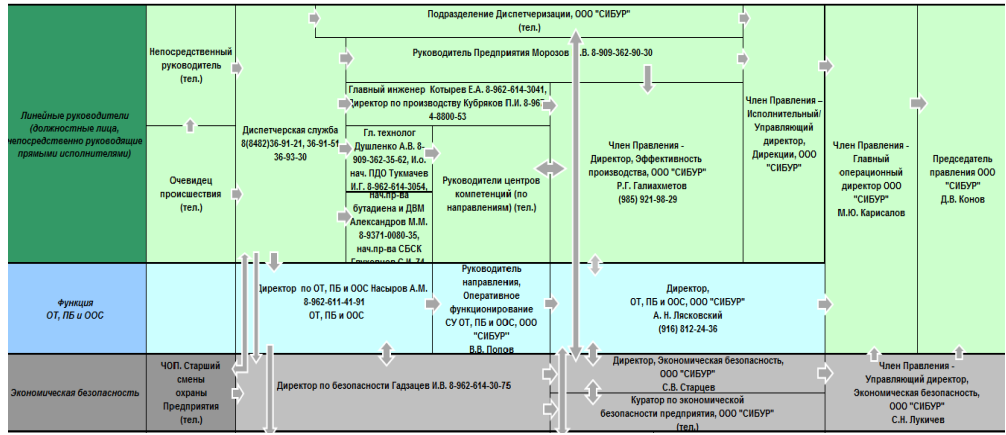 Линейные руководители
(должностные лица,
непосредственно руководящие
прямыми исполнителями)
Непосредственный
руководитель
(тел.)
Очевидец
происшествия
(тел.)
Диспетчерская служба
8(8482)36-91-21, 36-91-51
36-93-30
Подразделение Диспетчеризации, ООО "СИБУР"
(тел.)
Руководитель Предприятия Морозов .В. 8-909-362-90-30
Главный инженер Котырев Е.А. 8-962-614-3041,
Директор по производству Кубряков П.И. 8-967
4-8800-53
Гл. технолог
Душленко А.В. 8-
909-362-35-62, И.о.
нач. ПДО Тукмачев
И.Г. 8-962-614-3054,
нач.пр-ва
бутадиена и ДВМ
Александров М.М.
8-9371-0080-35,
нач.пр-ва СБСК
Руководители центров
компетенций (по
направлениям) (тел.)
Член Правления -
Директор, Эффективность
производства, ООО "СИБУР"
Р.Г. Галиахметов
(985) 921-98-29
Член Правления –
Исполнительный/
Управляющий
директор,
Дирекции, ООО
"СИБУР"
Член Правления -
Главный
операционный
директор ООО
"СИБУР"
М.Ю. Карисалов
Председатель
правления ООО
"СИБУР"
Д.В. Конов
Функция
ОТ, ПБ и ООС
Директор по ОТ, ПБ и ООС Насыров А.М.
8-962-611-41-91
ОТ, ПБ и ООС
Руководитель
направления,
Оперативное
функционирование
СУ ОТ, ПБ и ООС, ООО
"СИБУР"
В.В. Попов
Директор,
ОТ, ПБ и ООС, ООО "СИБУР"
А. Н. Лясковский
(916) 812-24-36
Экономическая безопасность
ЧОП. Старший
смены
охраны
Предприятия
(тел.)
Директор по безопасности Гадзацев И.В. 8-962-614-30-75
Директор, Экономическая безопасность,
ООО "СИБУР"
С.В. Старцев
Куратор по экономической
безопасности предприятия, ООО "СИБУР"
(тел.)
Член Правления -
Управляющий директор,
Экономическая безопасность,
ООО "СИБУР"
С.Н. Лукичев